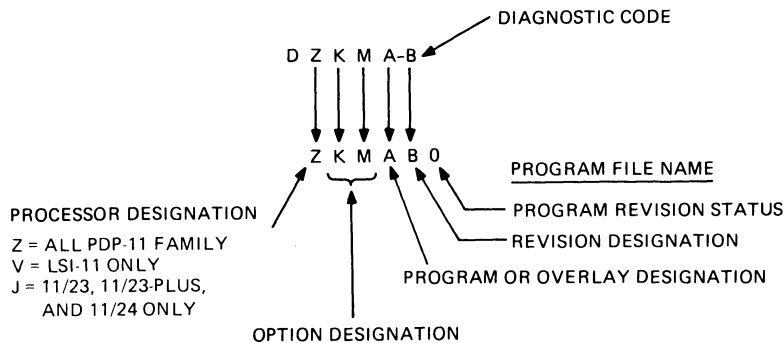 DIAGNOSTIC CODE
D Z K M A-B
Z K M A B 0
PROGRAM FILE NAME
PROCESSOR DESIGNATION
PROGRAM REVISION STATUS
Z = ALL PDP-11 FAMILY
REVISION DESIGNATION
V = LSI-11 ONLY
PROGRAM OR OVERLAY DESIGNATION
J = 11/23, 11/23-PLUS,
AND 11/24 ONLY
OPTION DESIGNATION